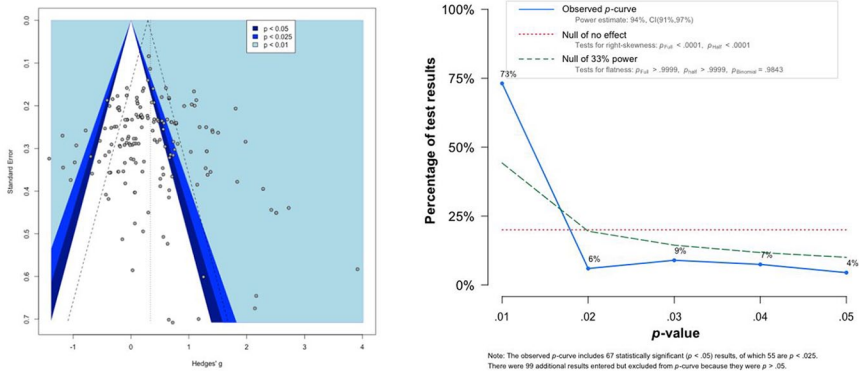 p < 0.05
p < 0.025
p < 0.01
0.0
0.1
0.2
0.3
0.4
0.5
0.6
0.7
Standard Error
-1
0
1
2
3
4
Hedges' g
Observed p-curve
Power estimate: 94%, CI(91%,97%)
Null of no effect
Tests for right-skewness: pFull < .0001, pHalf < .0001
Null of 33% power
Tests for flatness: pFull > .9999, pHalf > .9999, pBinomial = .9843
100%
75%
50%
25%
0%
Percentage of test results
73%
6%
9%
7%
4%
.01
.02
.03
.04
.05
p-value
Note: The observed p-curve includes 67 statistically significant (p < .05) results, of which 55 are p < .025.
There were 99 additional results entered but excluded from p-curve because they were p > .05.